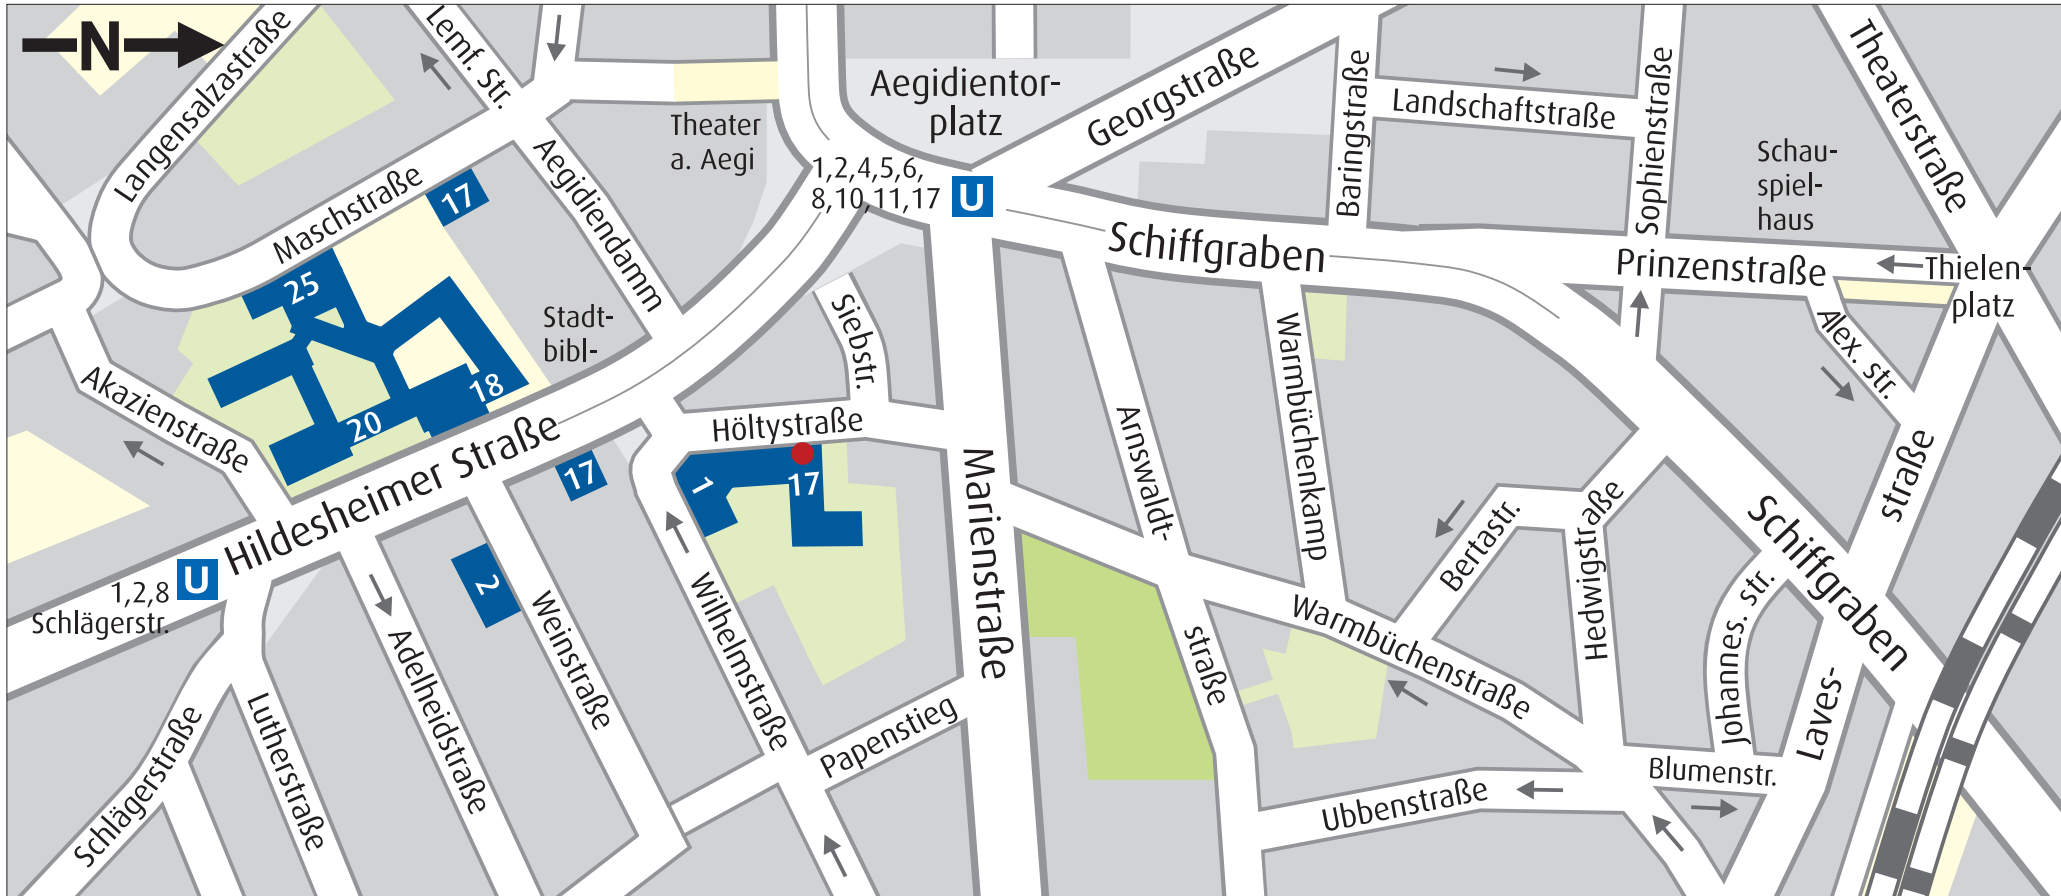 N
Langensalzastraße
Lemf. Str.
Aegidientor-
platz
Georgstraße
Baringstraße
Landschaftstraße
Sophienstraße
Theaterstraße
Theater
a. Aegi
Schau-
spiel-
haus
1,2,4,5,6,
8,10,11,17
U
Maschstraße
17
Aegidiendamm
Schiffgraben
Prinzenstraße
Thielen-
platz
25
Stadt-
bibl-
Siebstr.
Warmbüchenkamp
Alex. str.
Akazienstraße
18
20
Hildesheimer Straße
Höltystraße
17
1
17
Marienstraße
Arnswaldt-
straße
Bertastr.
Hedwigstraße
Schiffgraben
straße
Laves-
1,2,8
U
Schlägerstr.
2
Weinstraße
Adelheidstraße
Wilhelmstraße
Warmbüchenstraße
Johannes. str.
Schlägerstraße
Lutherstraße
Papenstieg
Ubbenstraße
Blumenstr.